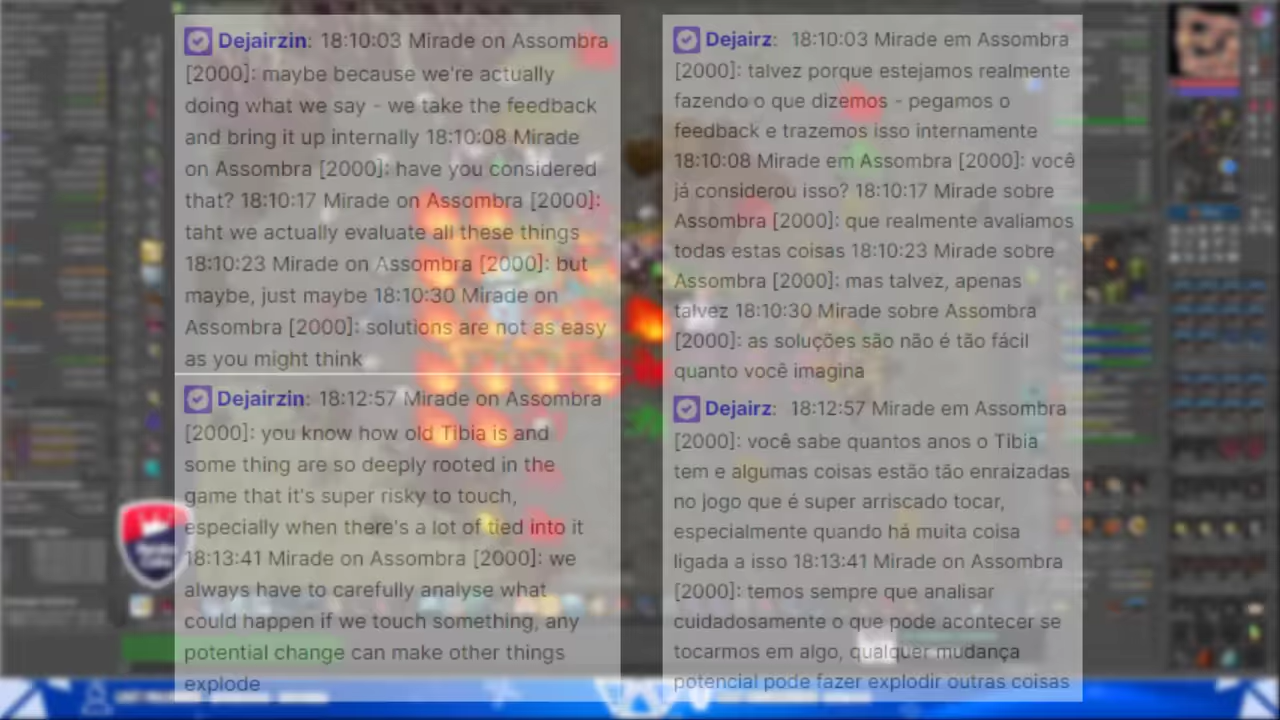 Dejairzin: 18:10:03 Mirade on Assombra
[2000]: maybe because we're actually
doing what we say - we take the feedback
and bring it up internally 18:10:08 Mirade
on Assombra [2000]: have you considered
that? 18:10:17 Mirade on Assombra [2000]:
taht we actually evaluate all these things
18:10:23 Mirade on Assombra [2000]: but
maybe, just maybe 18:10:30 Mirade on
Assombra [2000]: solutions are not as easy
as you might think
Dejairzin: 18:12:57 Mirade on Assombra
[2000]: you know how old Tibia is and
some thing are so deeply rooted in the
game that it's super risky to touch,
especially when there's a lot of tied into it
18:13:41 Mirade on Assombra [2000]: we
always have to carefully analyse what
could happen if we touch something, any
potential change can make other things
explode
Dejairz: 18:10:03 Mirade em Assombra
[2000]: talvez porque estejamos realmente
fazendo o que dizemos - pegamos o
feedback e trazemos isso internamente
18:10:08 Mirade em Assombra [2000]: você
já considerou isso? 18:10:17 Mirade sobre
Assombra [2000]: que realmente avaliamos
todas estas coisas 18:10:23 Mirade sobre
Assombra [2000]: mas talvez, apenas
talvez 18:10:30 Mirade sobre Assombra
[2000]: as soluções são não é tão fácil
quanto você imagina
Dejairz: 18:12:57 Mirade em Assombra
[2000]: você sabe quantos anos o Tibia
tem e algumas coisas estão tão enraizadas
no jogo que é super arriscado tocar,
especialmente quando há muita coisa
ligada a isso 18:13:41 Mirade on Assombra
[2000]: temos sempre que analisar
cuidadosamente o que pode acontecer se
tocarmos em algo, qualquer mudança
potencial pode fazer explodir outras coisas